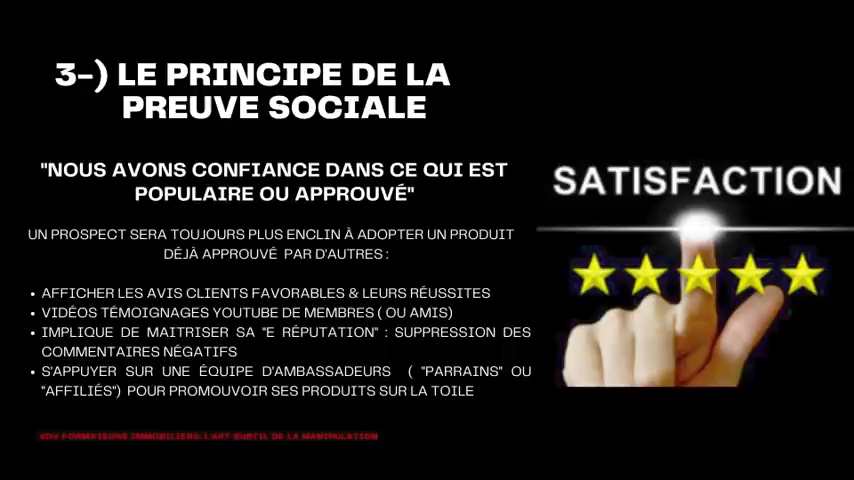 3-) LE PRINCIPE DE LA
PREUVE SOCIALE
"NOUS AVONS CONFIANCE DANS CE QUI EST
POPULAIRE OU APPROUVÉ"
UN PROSPECT SERA TOUJOURS PLUS ENCLIN À ADOPTER UN PRODUIT
DÉJÀ APPROUVÉ PAR D'AUTRES :
• AFFICHER LES AVIS CLIENTS FAVORABLES & LEURS RÉUSSITES
• VIDÉOS TÉMOIGNAGES YOUTUBE DE MEMBRES ( OU AMIS)
• IMPLIQUE DE MAITRISER SA "E RÉPUTATION" : SUPPRESSION DES
COMMENTAIRES NÉGATIFS
• S'APPUYER SUR UNE ÉQUIPE D'AMBASSADEURS ( "PARRAINS" OU
"AFFILIÉS") POUR PROMOUVOIR SES PRODUITS SUR LA TOILE
SATISFACTION
FORMATEURS IMMOBILIERS: L'ART SUBTIL DE LA MANIPULATION